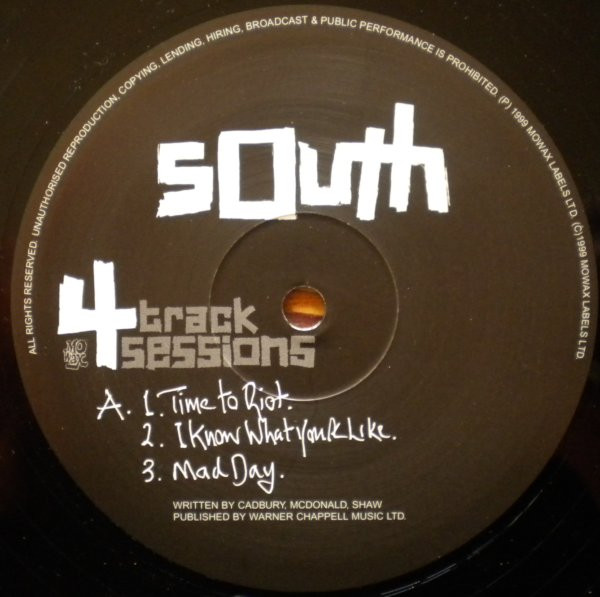 ALL RIGHTS RESERVED. UNAUTHORISED REPRODUCTION, COPYING, LENDING, HIRING, BROADCAST & PUBLIC PERFORMANCE IS PROHIBITED. (P) 1999 MOWAX LABELS LTD. (C)1999 MOWAX LABELS LTD.
South
4 track
sessions
A. 1. Time to Riot.
2. I Know What You're Like.
3. Mad Day.
WRITTEN BY CADBURY, MCDONALD, SHAW
PUBLISHED BY WARNER CHAPPELL MUSIC LTD.